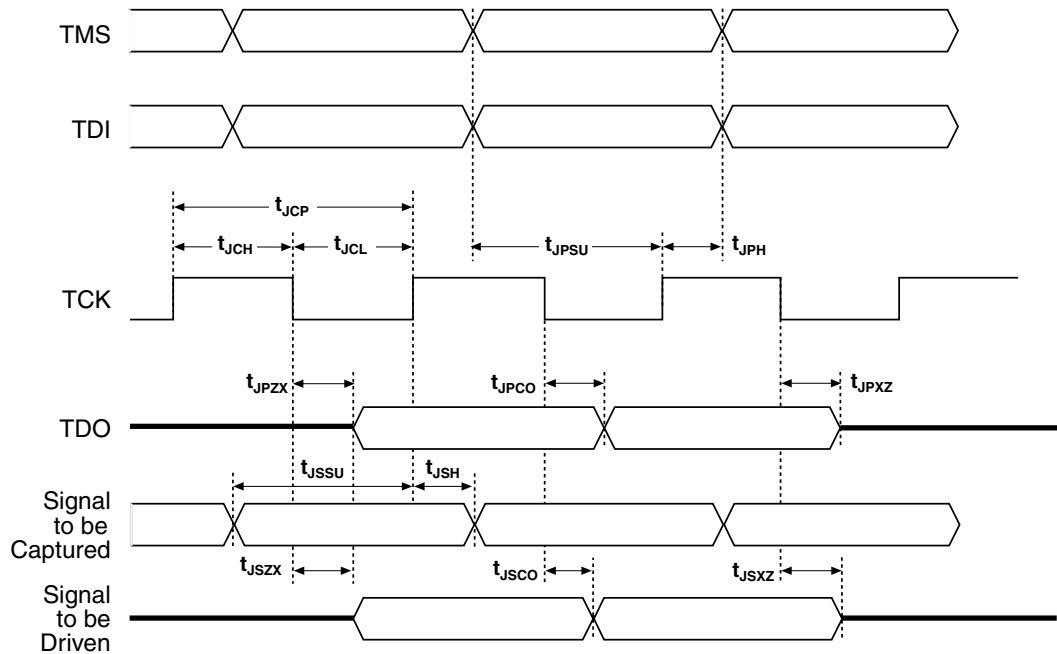 TMS
TDI
tJCP
tJCH
tJCL
tJPSU
tJPH
TCK
tJPZX
tJPCO
tJPXZ
TDO
tJSSU
tJSH
Signal
to be
Captured
tJSZX
tJSCO
tJSXZ
Signal
to be
Driven